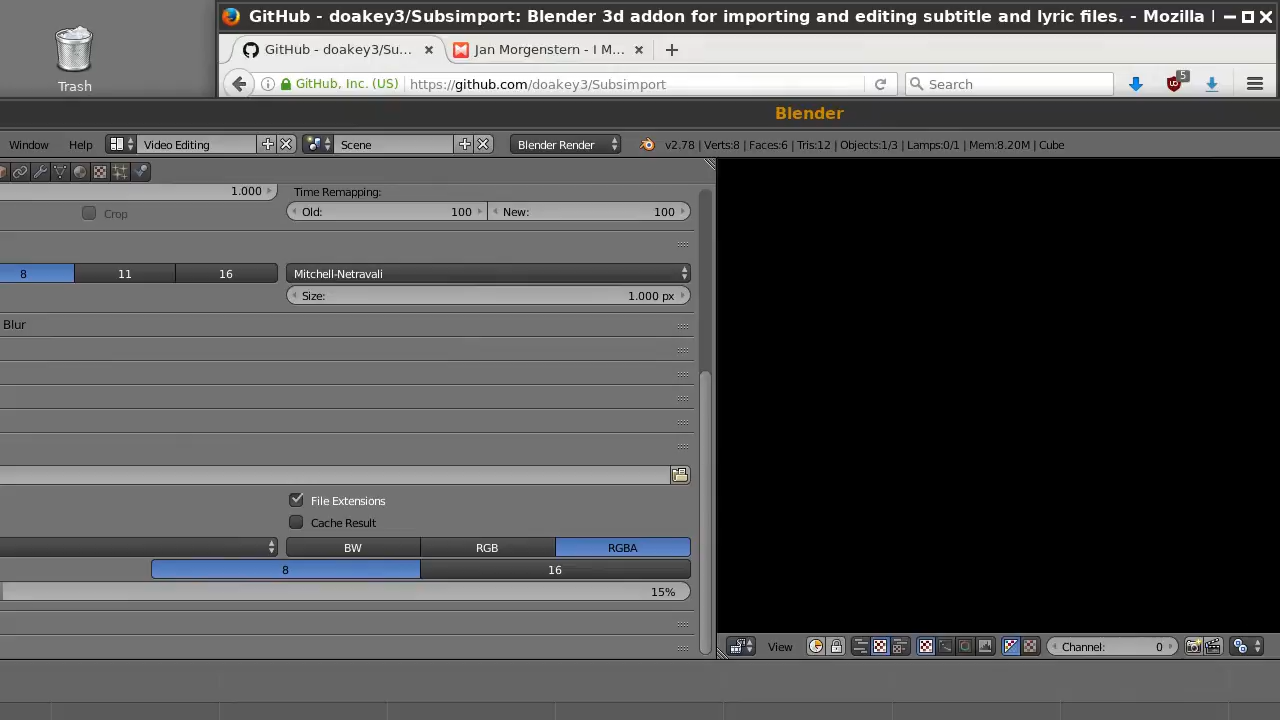 GitHub - doakey3/Subsimport: Blender 3d addon for importing and editing subtitle and lyric files. - Mozilla
Trash
GitHub - doakey3/Su...
Jan Morgenstern - I M...
GitHub, Inc. (US)
https://github.com/doakey3/Subsimport
Search
5
Blender
Window
Help
Video Editing
Scene
Blender Render
v2.78 | Verts:8 | Faces:6 | Tris:12 | Objects:1/3 | Lamps:0/1 | Mem:8.20M | Cube
1.000
Time Remapping:
Crop
Old: 100
New: 100
8
11
16
Mitchell-Netravali
Size: 1.000 px
Blur
File Extensions
Cache Result
BW
RGB
RGBA
8
16
15%
View
Channel: 0